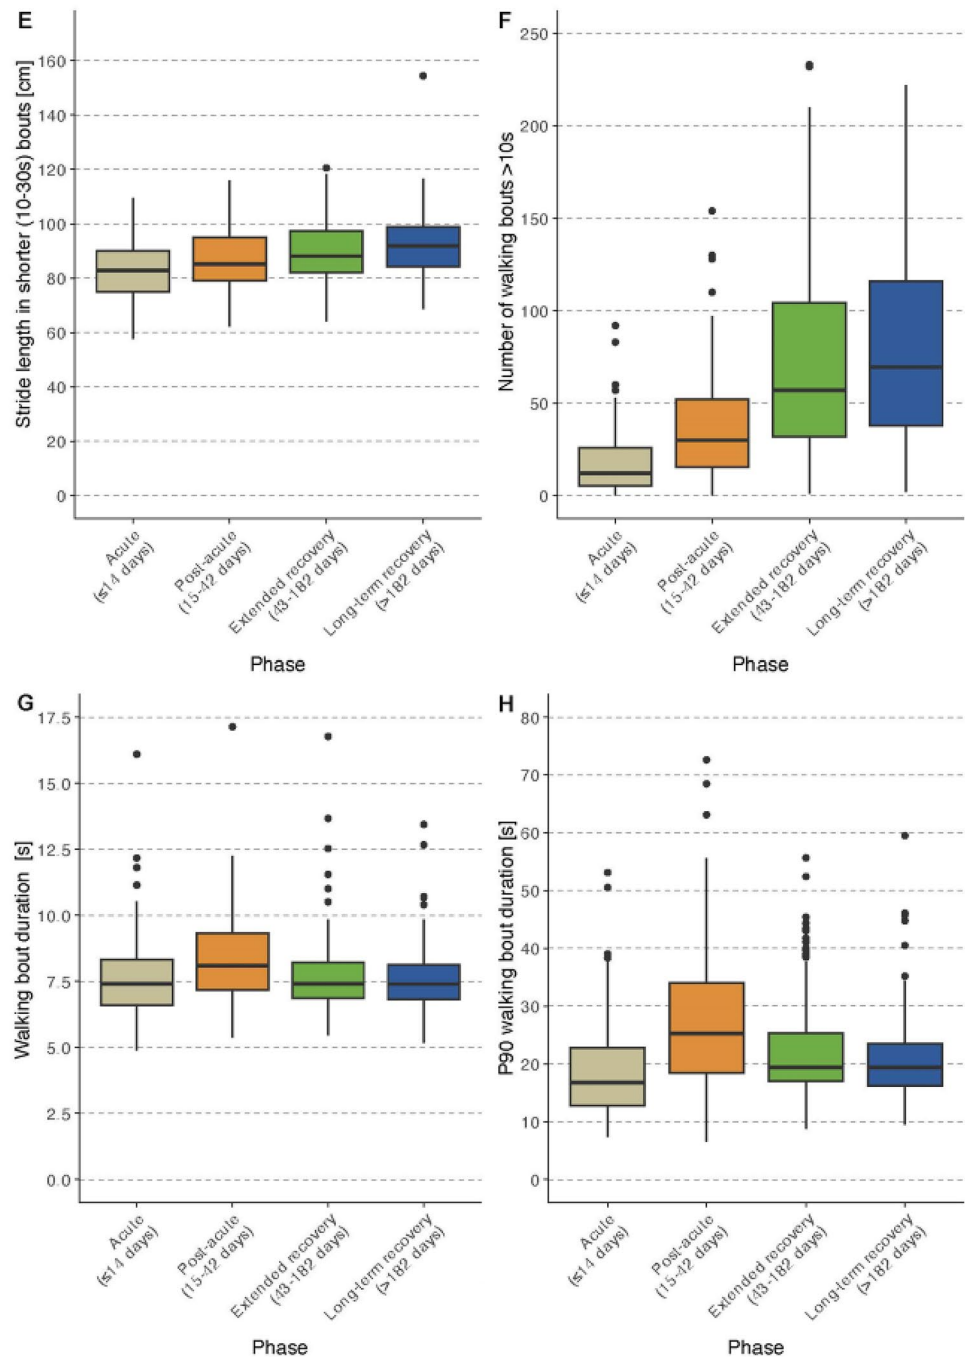 E
Stride length in shorter (10-30s) bouts [cm]
160
140
120
100
80
60
40
20
0
Acute
(≤14 days)
Post-acute
(15-42 days)
Extended recovery
(43-182 days)
Long-term recovery
(>182 days)
Phase
F
Number of walking bouts >10s
250
200
150
100
50
0
Acute
(≤14 days)
Post-acute
(15-42 days)
Extended recovery
(43-182 days)
Long-term recovery
(>182 days)
Phase
G
Walking bout duration [s]
17.5
15.0
12.5
10.0
7.5
5.0
2.5
0.0
Acute
(≤14 days)
Post-acute
(15-42 days)
Extended recovery
(43-182 days)
Long-term recovery
(>182 days)
Phase
H
P90 walking bout duration [s]
80
70
60
50
40
30
20
10
0
Acute
(≤14 days)
Post-acute
(15-42 days)
Extended recovery
(43-182 days)
Long-term recovery
(>182 days)
Phase